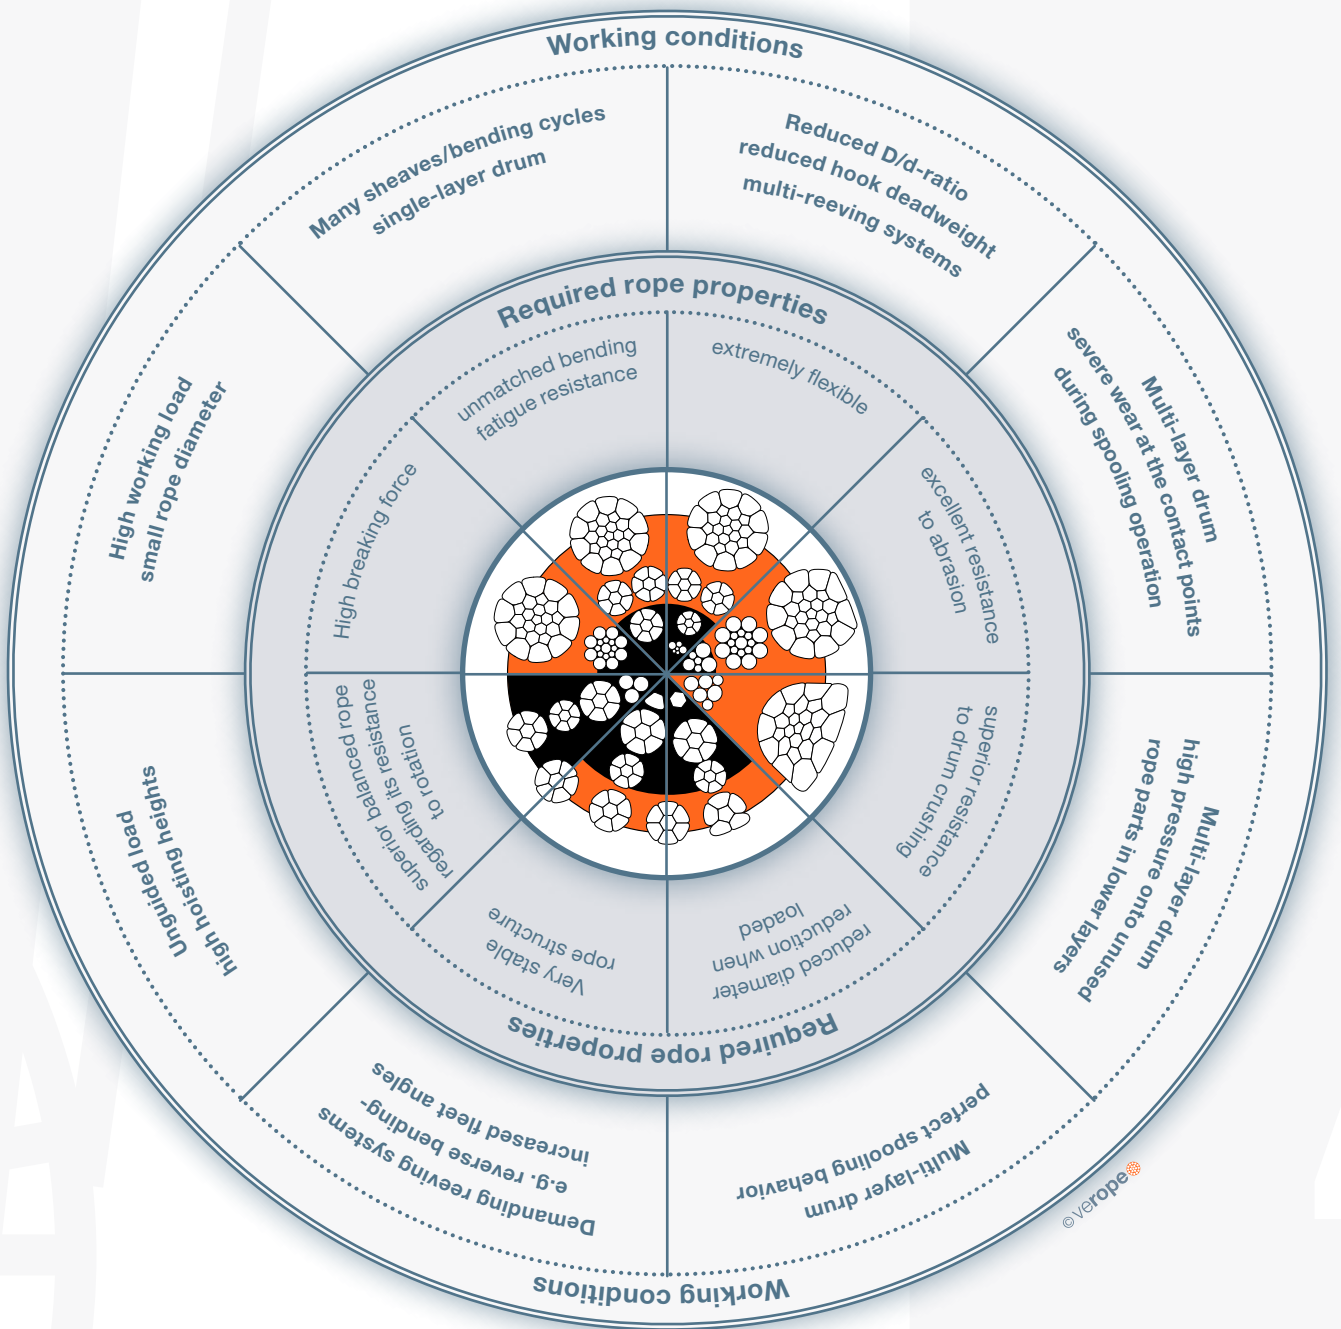 Working conditions
Many sheaves/bending cycles
single-layer drum
Reduced D/d-ratio
reduced hook deadweight
multi-reeving systems
Multi-layer drum
severe wear at the contact points
during spooling operation
Multi-layer drum
high pressure onto unused
rope parts in lower layers
Multi-layer drum
perfect spooling behavior
Demanding reeving systems
e.g. reverse bending-
increased fleet angles
Unguided load
high hoisting heights
High working load
small rope diameter
Working conditions
Required rope properties
unmatched bending
fatigue resistance
extremely flexible
excellent resistance
to abrasion
superior resistance
to drum crushing
reduced diameter
reduction when
loaded
Very stable
rope structure
superior balanced rope
regarding its resistance
to rotation
High breaking force
Required rope properties
© verope